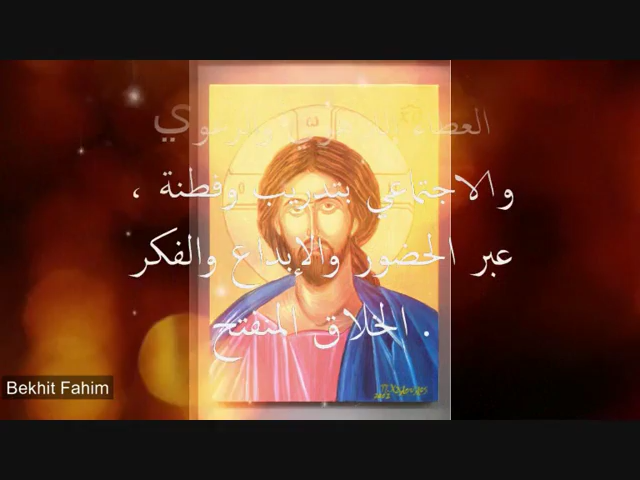 والاجتماعي بتدريب وفطنة ،
عبر الحضور والإبداع والفكر
الخلاق المنفتح .
Bekhit Fahim